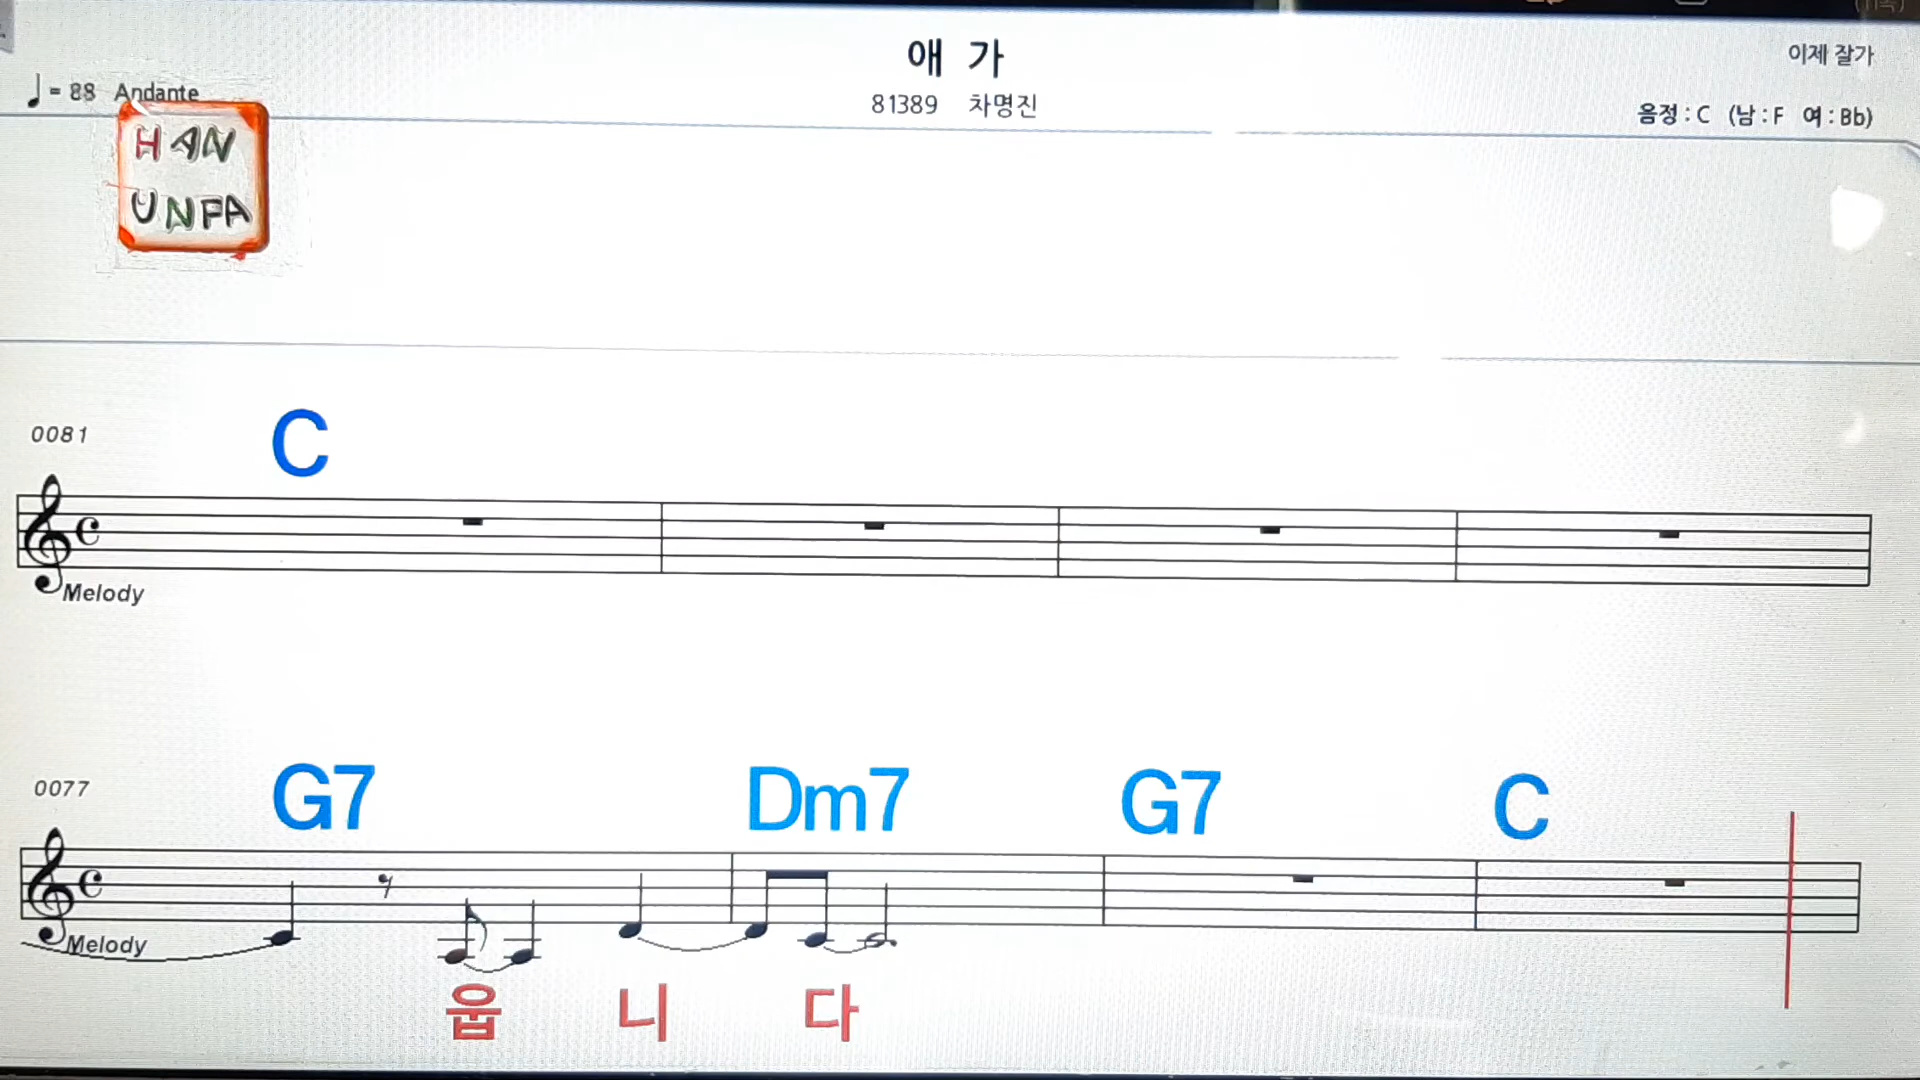 애 가
이제 잘가
♩= 88 Andante
81389 차명진
음정 : C (남 : F 여 : Bb)
HAN
UNPA
0081
C
Melody
0077
G7 Dm7 G7 C
Melody
웁 니 다